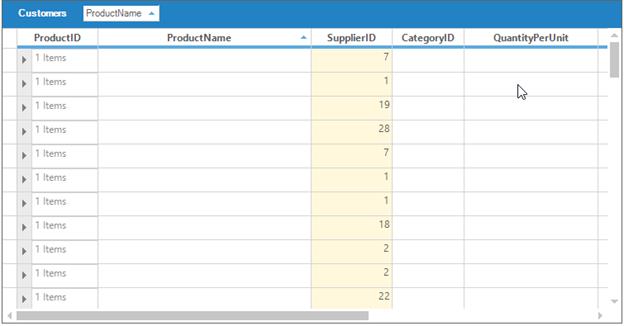 Customers ProductName
ProductID ProductName SupplierID CategoryID QuantityPerUnit
1 Items 7
1 Items 1
1 Items 19
1 Items 28
1 Items 7
1 Items 1
1 Items 1
1 Items 18
1 Items 2
1 Items 2
1 Items 22